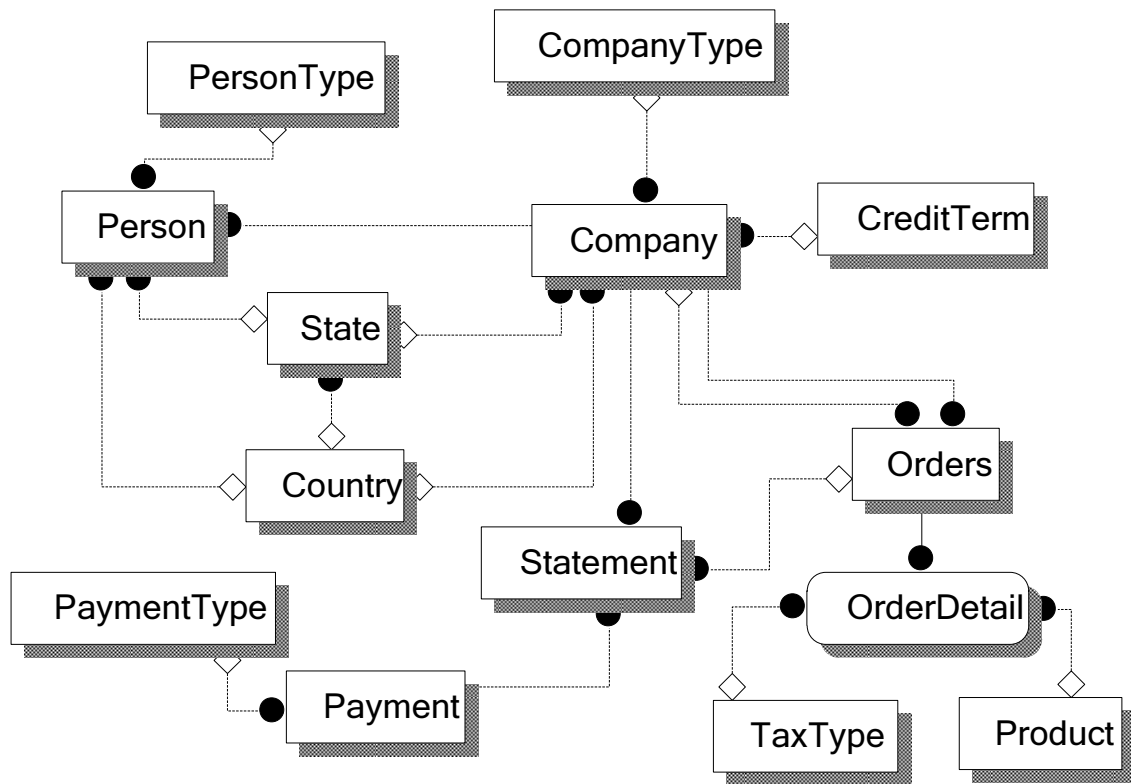 CompanyType
PersonType
Person
Company
CreditTerm
State
Orders
Country
Statement
PaymentType
OrderDetail
Payment
TaxType
Product